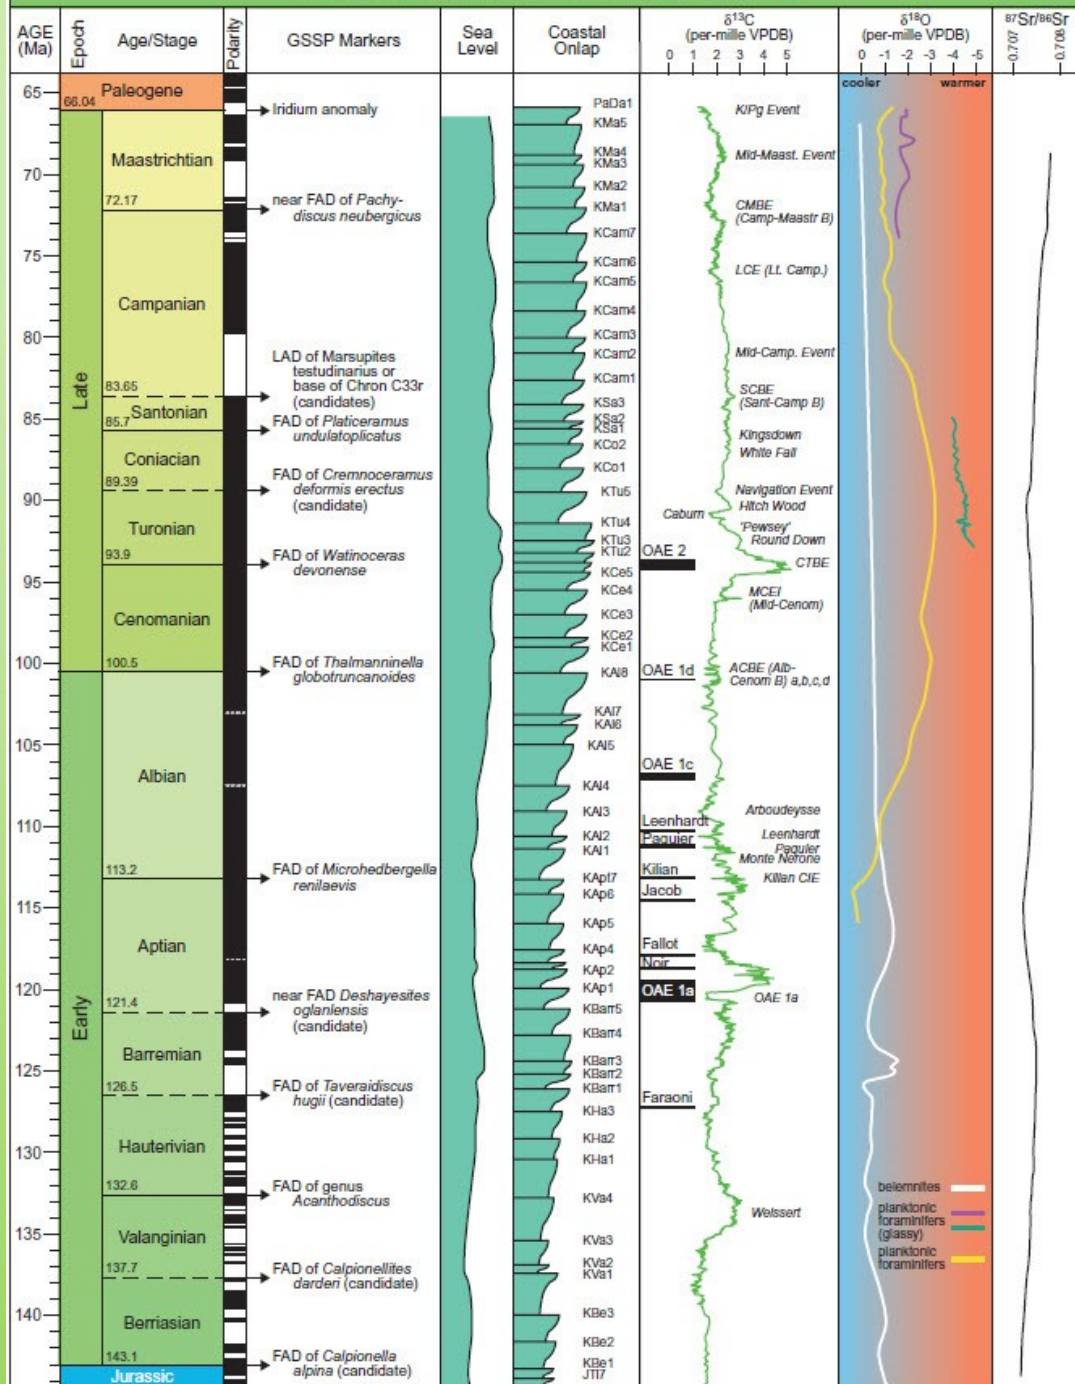 AGE
(Ma)
Epoch
Age/Stage
Polarity
GSSP Markers
Sea
Level
Coastal
Onlap
δ13C
(per-mille VPDB)
0 1 2 3 4 5
δ18O
(per-mille VPDB)
0 -1 -2 -3 -4 -5
87Sr/86Sr
0.707
0.708
65
70
75
80
85
90
95
100
105
110
115
120
125
130
135
140
Late
Early
Paleogene
66.04
Maastrichtian
72.17
Campanian
83.65
Santonian
85.7
Coniacian
89.39
Turonian
93.9
Cenomanian
100.5
Albian
113.2
Aptian
121.4
Barremian
126.5
Hauterivian
132.6
Valanginian
137.7
Berriasian
143.1
Jurassic
Iridium anomaly
near FAD of Pachy-
discus neubergicus
LAD of Marsupites
testudinarius or
base of Chron C33r
(candidates)
FAD of Platiceramus
undulatoplicatus
FAD of Cremnoceramus
deformis erectus
(candidate)
FAD of Watinoceras
devonense
FAD of Thalmanninella
globotruncanoides
FAD of Microhedbergella
renilaevis
near FAD Deshayesites
oglanlensis
(candidate)
FAD of Taveraidiscus
hugii (candidate)
FAD of genus
Acanthodiscus
FAD of Calpionellites
darderi (candidate)
FAD of Calpionella
alpina (candidate)
PaDa1
KMa5
KMa4
KMa3
KMa2
KMa1
KCam7
KCam6
KCam5
KCam4
KCam3
KCam2
KCam1
KSa3
KSa2
KSa1
KCo2
KCo1
KTu5
KTu4
KTu3
KTu2
KCe5
KCe4
KCe3
KCe2
KCe1
KAl8
KAl7
KAl6
KAl5
KAl4
KAl3
KAl2
KAl1
KApt7
KAp6
KAp5
KAp4
KAp2
KAp1
KBarr5
KBarr4
KBarr3
KBarr2
KBarr1
KHa3
KHa2
KHa1
KVa4
KVa3
KVa2
KVa1
KBe3
KBe2
KBe1
JTi7
OAE 2
OAE 1d
OAE 1c
Leenhardt
Paquier
Kilian
Jacob
Fallot
Noir
OAE 1a
Faraoni
K/Pg Event
Mid-Maast. Event
CMBE
(Camp-Maastr B)
LCE (Lt. Camp.)
Mid-Camp. Event
SCBE
(Sant-Camp B)
Kingsdown
White Fall
Navigation Event
Hitch Wood
Caburn
'Pewsey'
Round Down
CTBE
MCEI
(Mid-Cenom)
ACBE (Alb-
Cenom B) a,b,c,d
Arboudeysse
Leenhardt
Paquier
Monte Nerone
Kilian CIE
OAE 1a
Weissert
cooler
warmer
belemnites
planktonic
foraminifers
(glassy)
planktonic
foraminifers